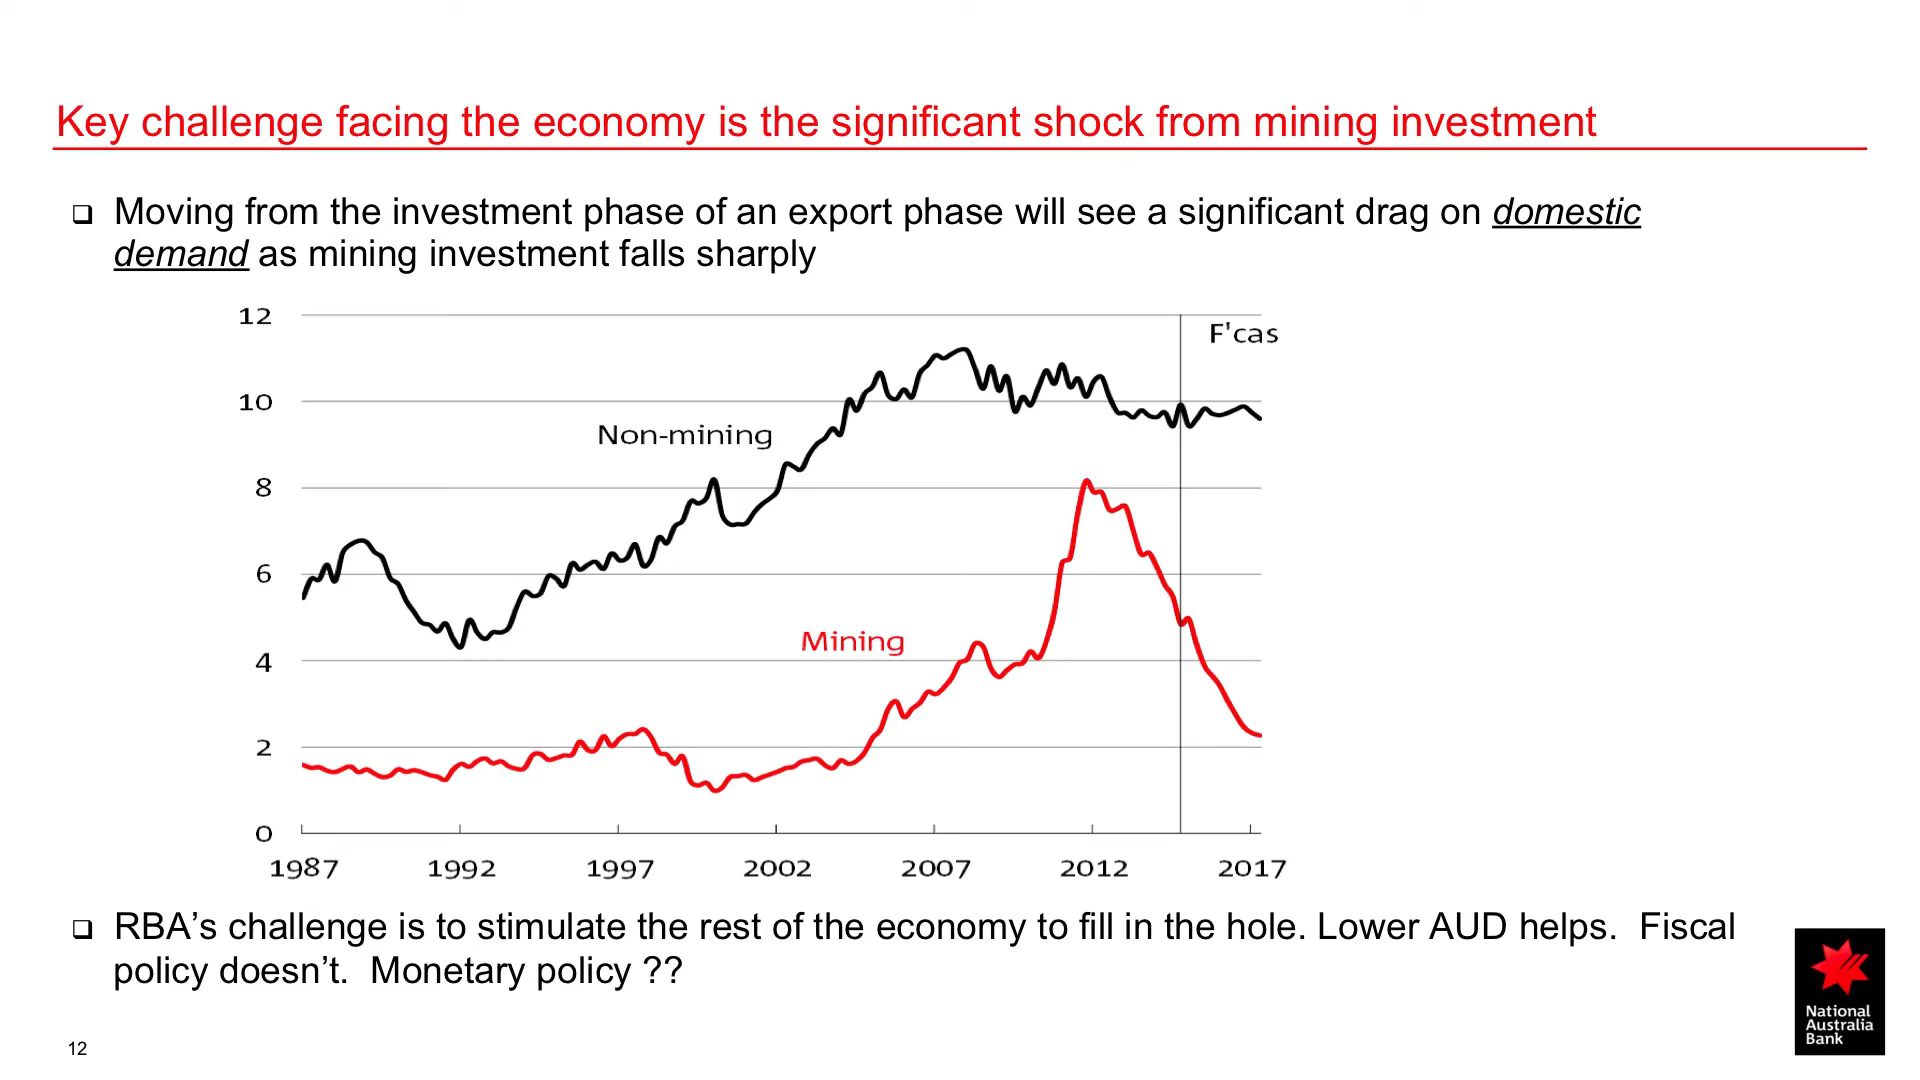 Key challenge facing the economy is the significant shock from mining investment
❑ Moving from the investment phase of an export phase will see a significant drag on domestic
demand as mining investment falls sharply
12
F'cas
10
Non-mining
8
6
Mining
4
2
0
1987 1992 1997 2002 2007 2012 2017
❑ RBA’s challenge is to stimulate the rest of the economy to fill in the hole. Lower AUD helps.  Fiscal
policy doesn’t.  Monetary policy ??
National
Australia
Bank
12